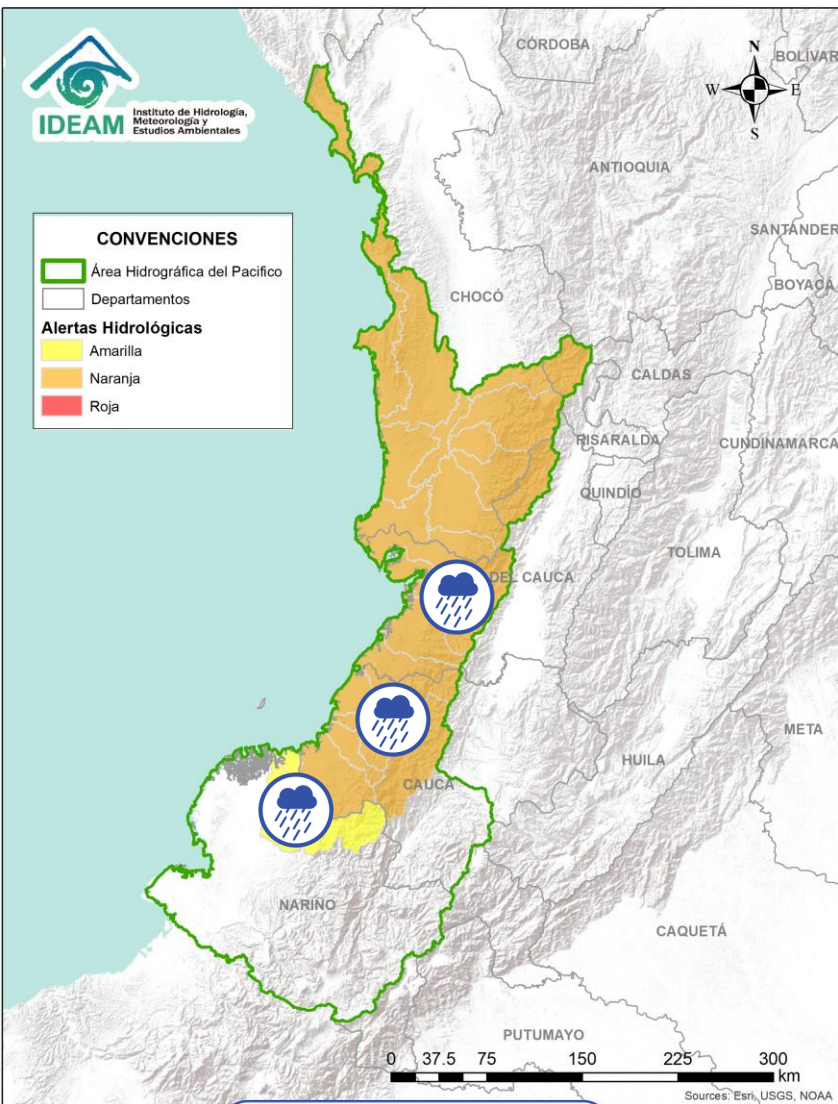 IDEAM
Instituto de Hidrología,
Meteorología y
Estudios Ambientales
CONVENCIONES
Área Hidrográfica del Pacifico
Departamentos
Alertas Hidrológicas
Amarilla
Naranja
Roja
N
W E
S
CÓRDOBA
BOLÍVAR
ANTIOQUIA
SANTANDER
BOYACÁ
CHOCÓ
CALDAS
RISARALDA
CUNDINAMARCA
QUINDÍO
TOLIMA
DEL CAUCA
META
HUILA
CAUCA
NARIÑO
CAQUETÁ
PUTUMAYO
0 37.5 75 150 225 300
km
Sources: Esri, USGS, NOAA